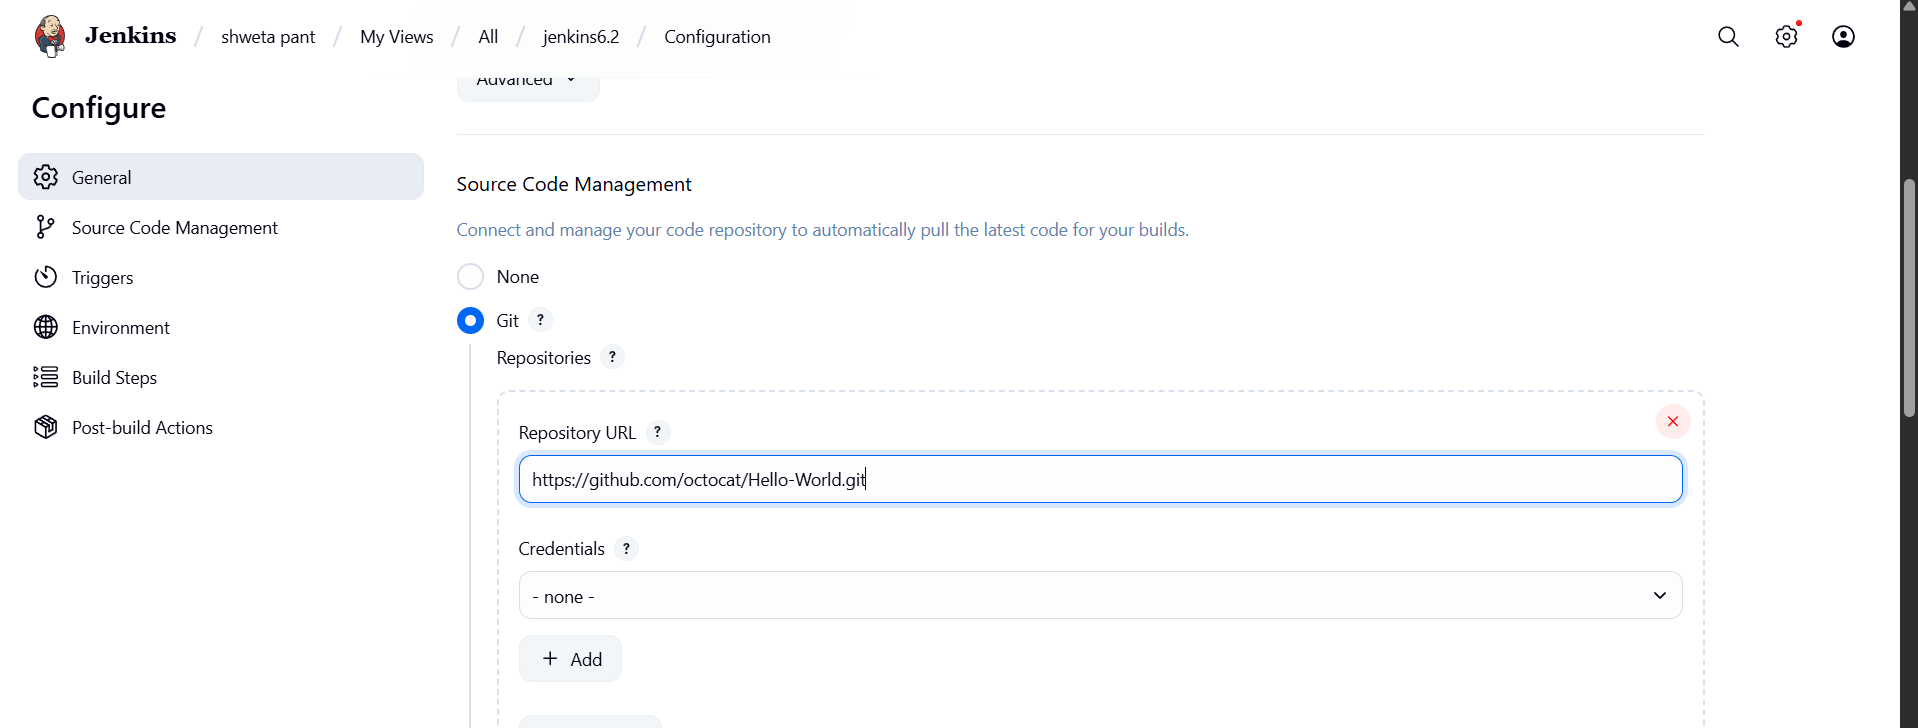 Jenkins / shweta pant / My Views / All / jenkins6.2 / Configuration
Advanced
Configure
General
Source Code Management
Triggers
Environment
Build Steps
Post-build Actions
Source Code Management
Connect and manage your code repository to automatically pull the latest code for your builds.
None
Git ?
Repositories ?
Repository URL ?
https://github.com/octocat/Hello-World.git
Credentials ?
- none -
+ Add